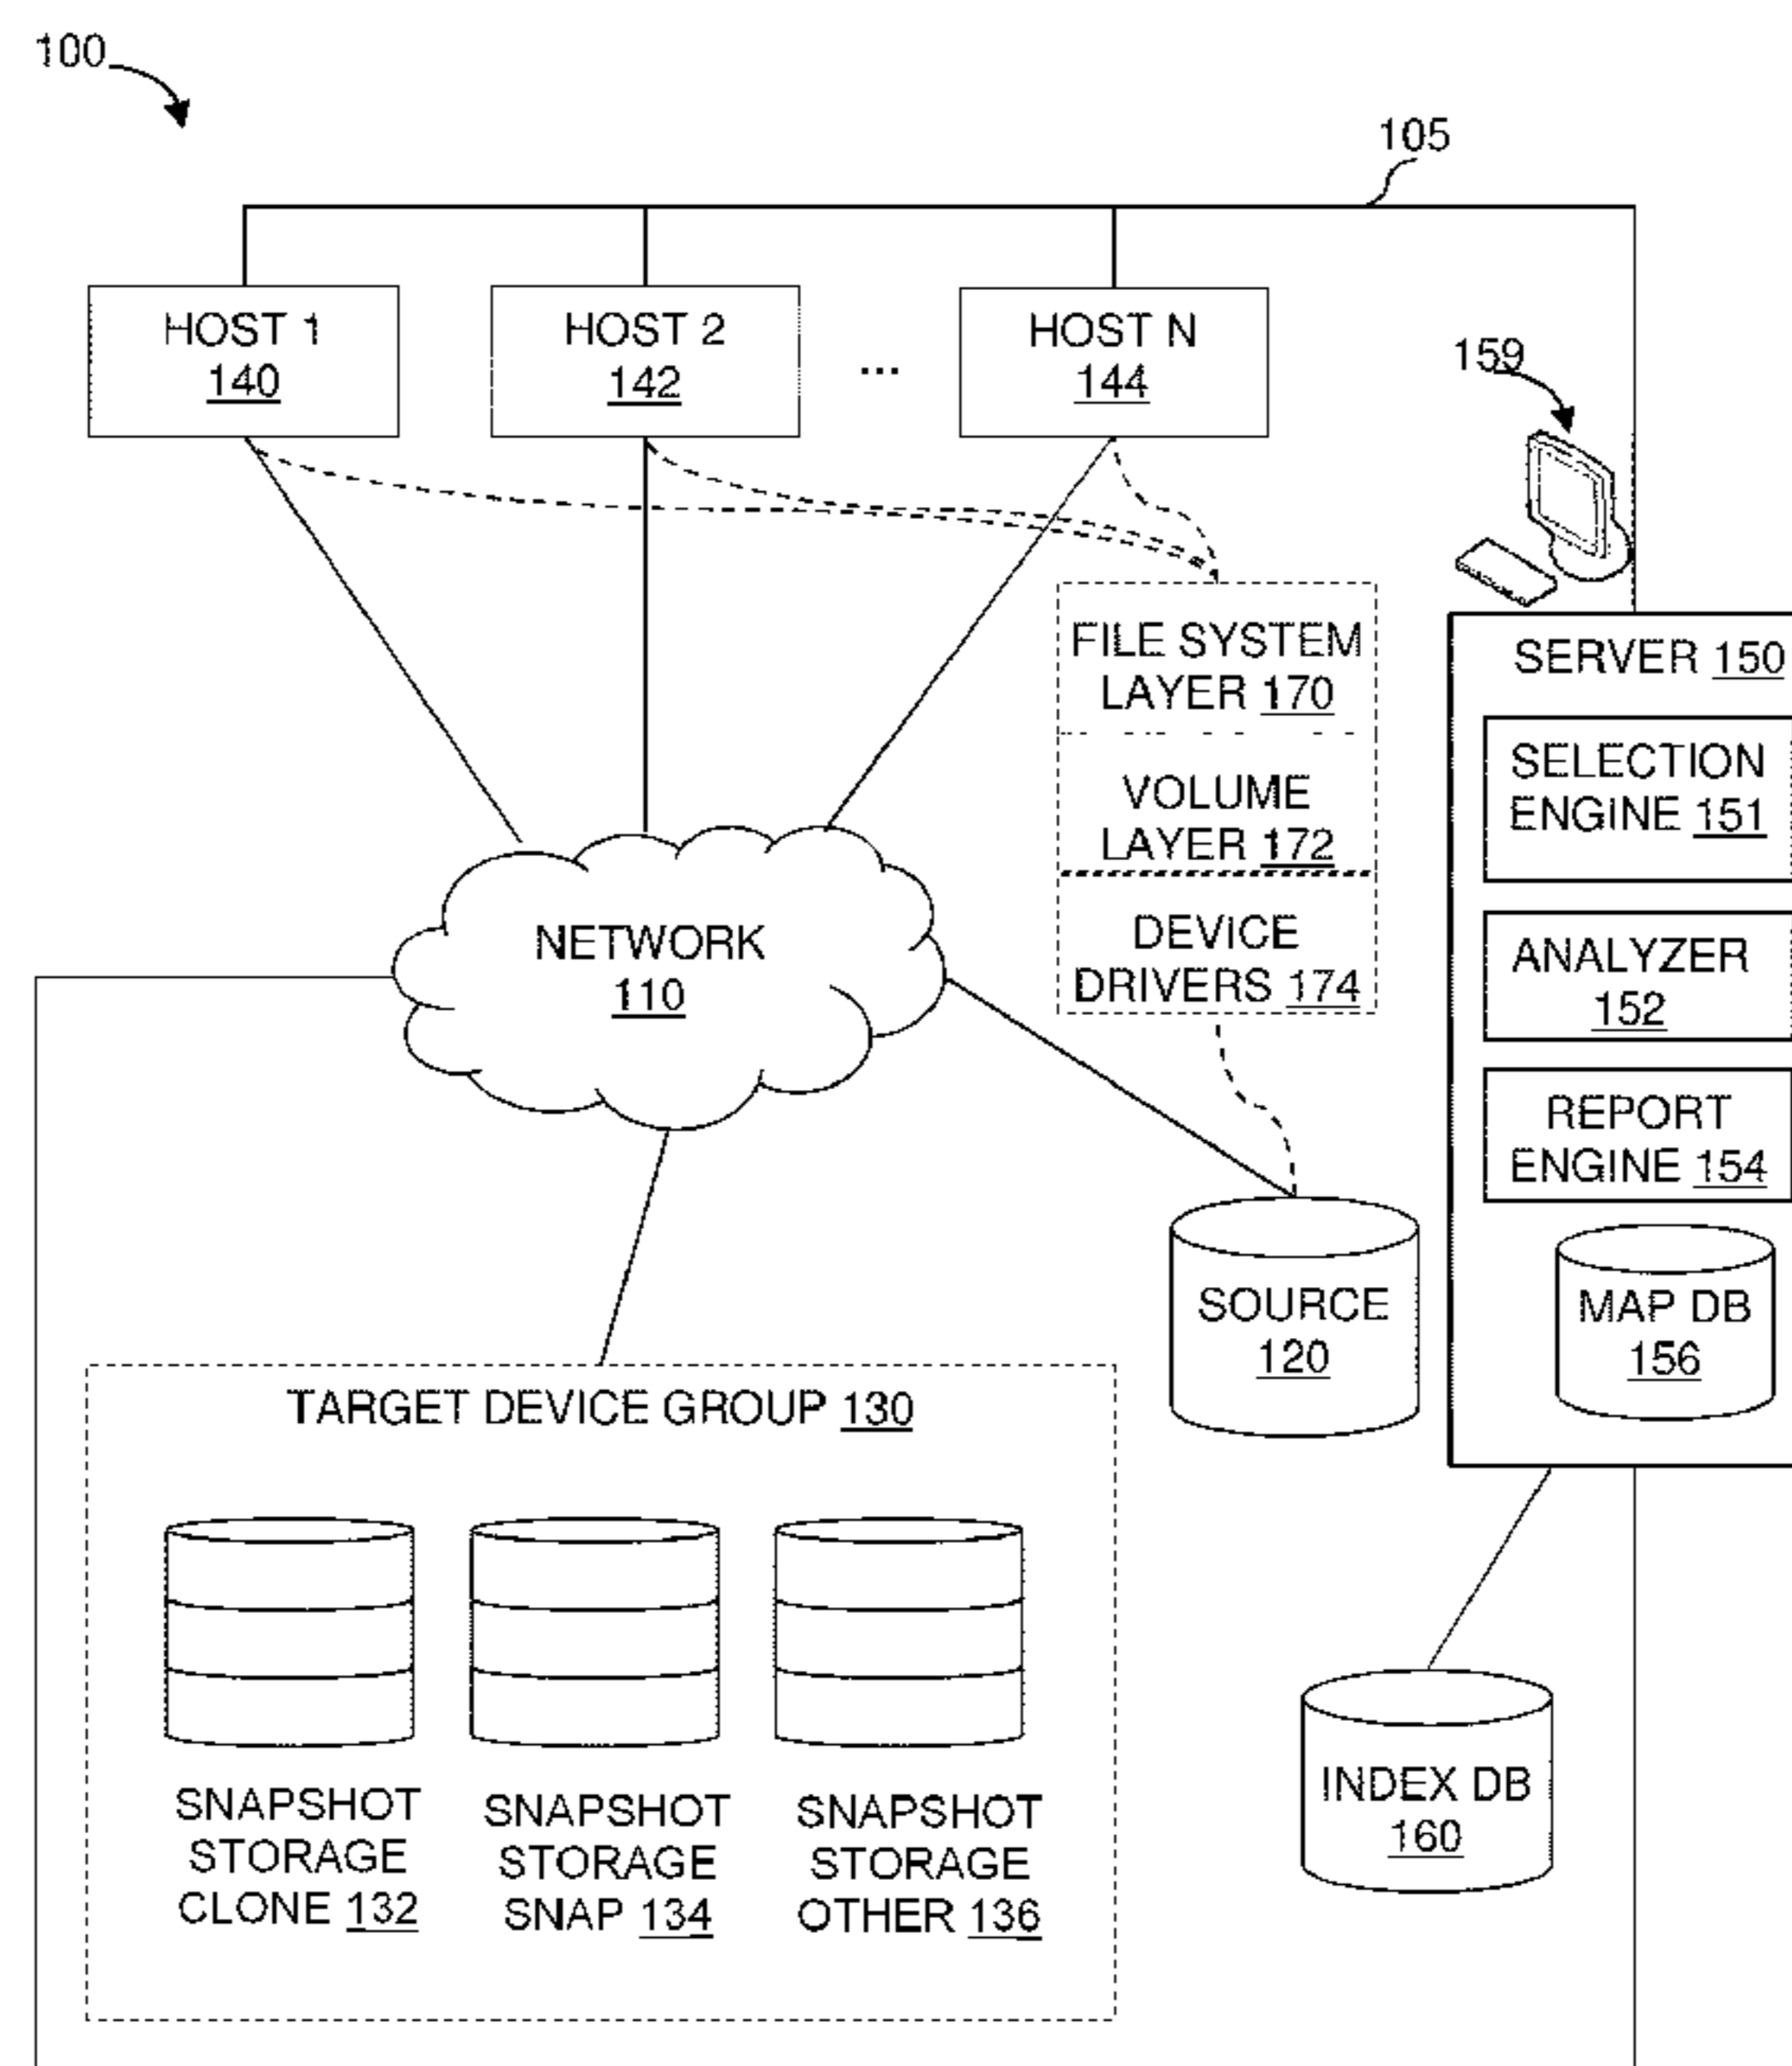 100
105
HOST 1
140
HOST 2
142
...
HOST N
144
159
FILE SYSTEM
LAYER 170
VOLUME
LAYER 172
DEVICE
DRIVERS 174
SERVER 150
SELECTION
ENGINE 151
ANALYZER
152
REPORT
ENGINE 154
MAP DB
156
NETWORK
110
SOURCE
120
TARGET DEVICE GROUP 130
SNAPSHOT
STORAGE
CLONE 132
SNAPSHOT
STORAGE
SNAP 134
SNAPSHOT
STORAGE
OTHER 136
INDEX DB
160